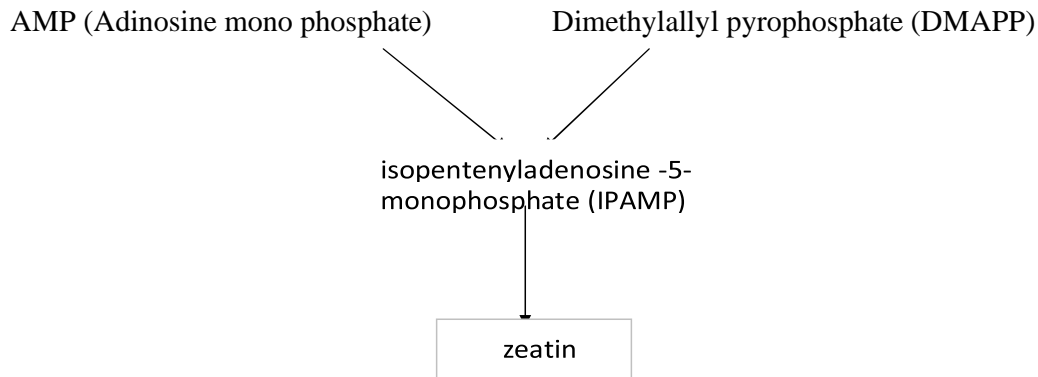 AMP (Adinosine mono phosphate)
Dimethylallyl pyrophosphate (DMAPP)
isopentenyladenosine -5-
monophosphate (IPAMP)
zeatin